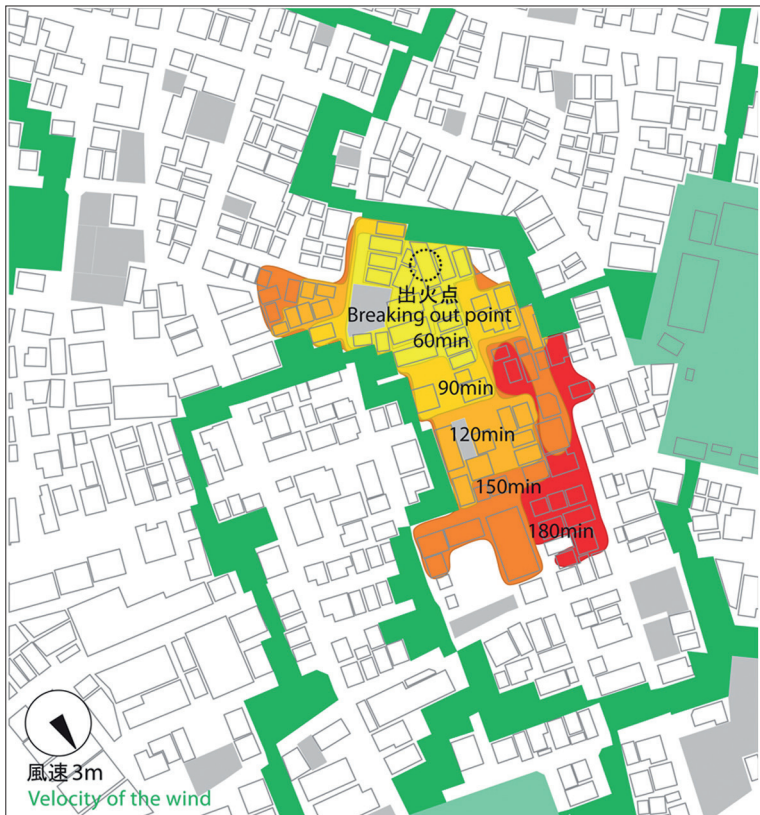 出火点
Breaking out point
60min
90min
120min
150min
180min
風速3m
Velocity of the wind